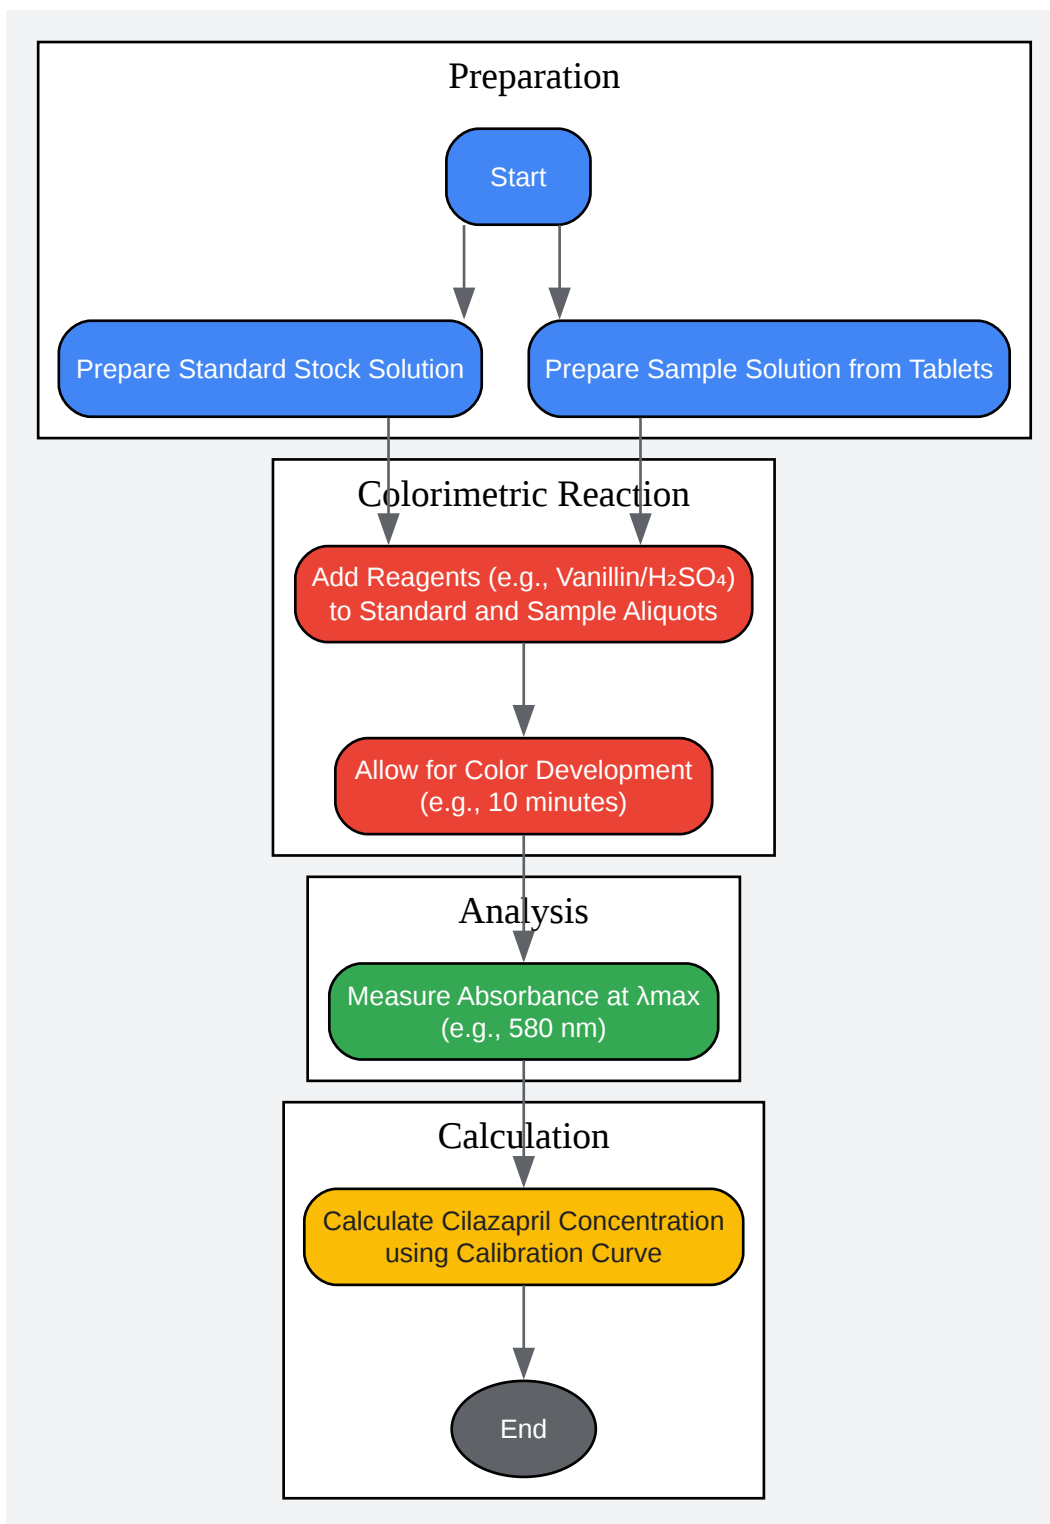 Preparation
Start
Prepare Standard Stock Solution
Prepare Sample Solution from Tablets
Colorimetric Reaction
Add Reagents (e.g., Vanillin/H₂SO₄)
to Standard and Sample Aliquots
Allow for Color Development
(e.g., 10 minutes)
Analysis
Measure Absorbance at λmax
(e.g., 580 nm)
Calculation
Calculate Cilazapril Concentration
using Calibration Curve
End